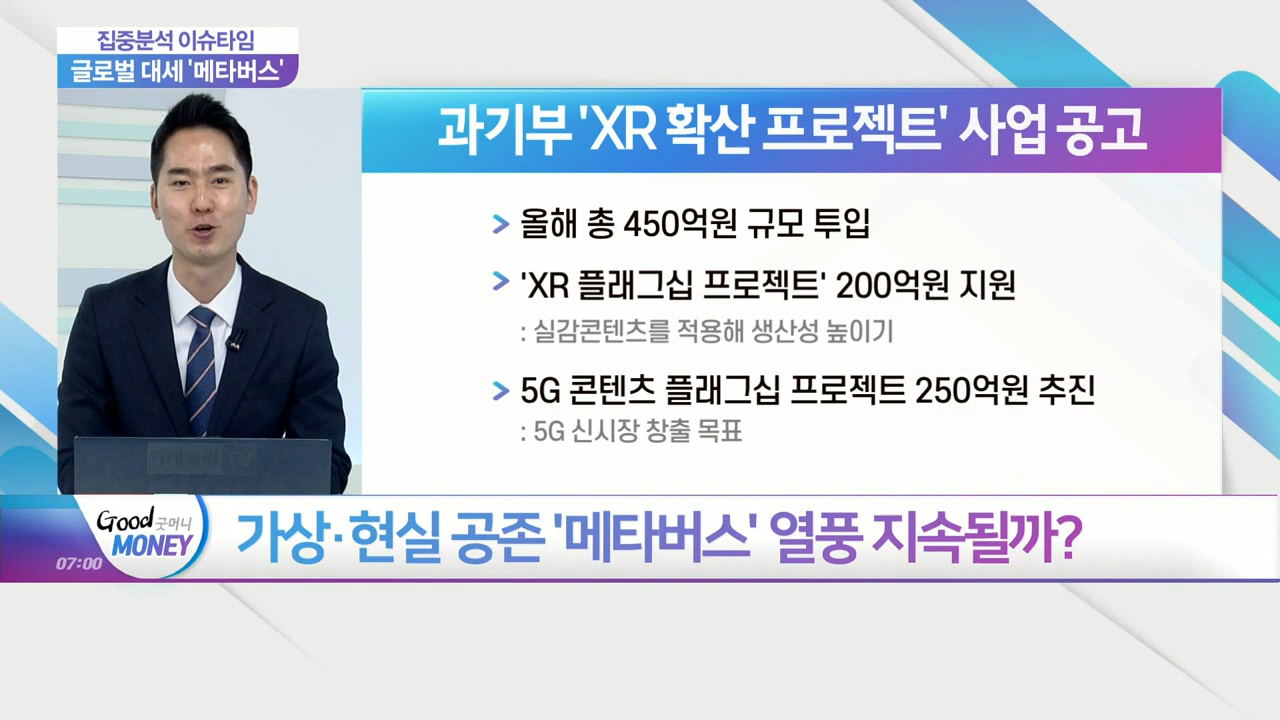 집중분석 이슈타임
글로벌 대세 '메타버스'
과기부 'XR 확산 프로젝트' 사업 공고
> 올해 총 450억원 규모 투입
> 'XR 플래그십 프로젝트' 200억원 지원
: 실감콘텐츠를 적용해 생산성 높이기
> 5G 콘텐츠 플래그십 프로젝트 250억원 추진
: 5G 신시장 창출 목표
Good 굿머니
MONEY
07:00
가상·현실 공존 '메타버스' 열풍 지속될까?